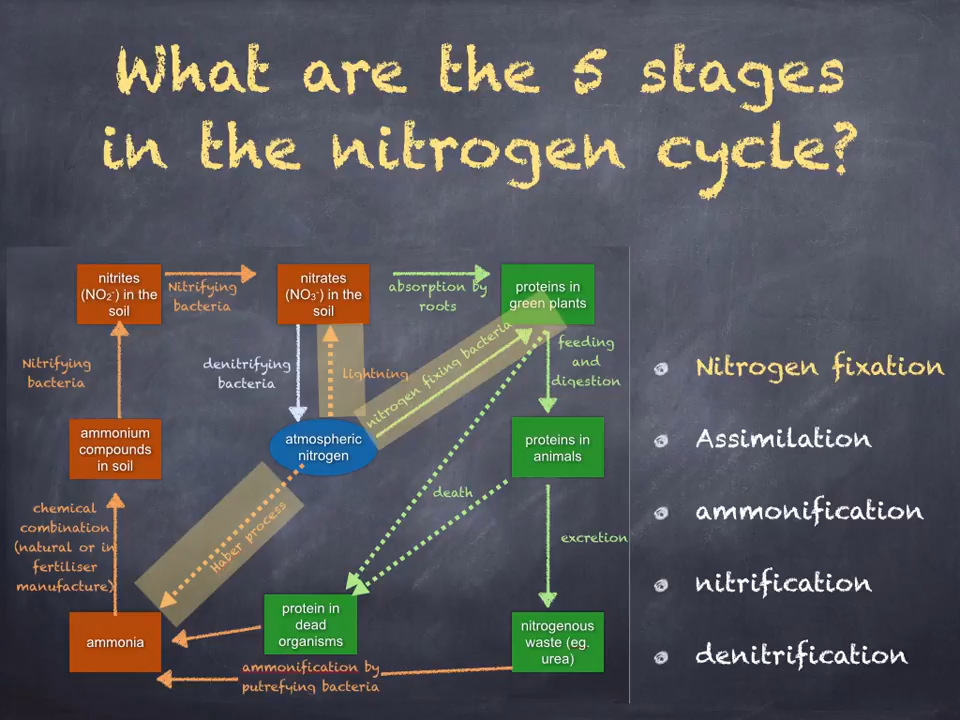 What are the 5 stages
in the nitrogen cycle?
nitrites
(NO₂⁻) in the
soil
Nitrifying
bacteria
nitrates
(NO₃⁻) in the
soil
absorption by
roots
proteins in
green plants
Nitrifying
bacteria
denitrifying
bacteria
lightning
nitrogen fixing bacteria
feeding
and
digestion
ammonium
compounds
in soil
atmospheric
nitrogen
proteins in
animals
chemical
combination
(natural or in
fertiliser
manufacture)
Haber process
death
excretion
ammonia
protein in
dead
organisms
nitrogenous
waste (eg.
urea)
ammonification by
putrefying bacteria
Nitrogen fixation
Assimilation
ammonification
nitrification
denitrification